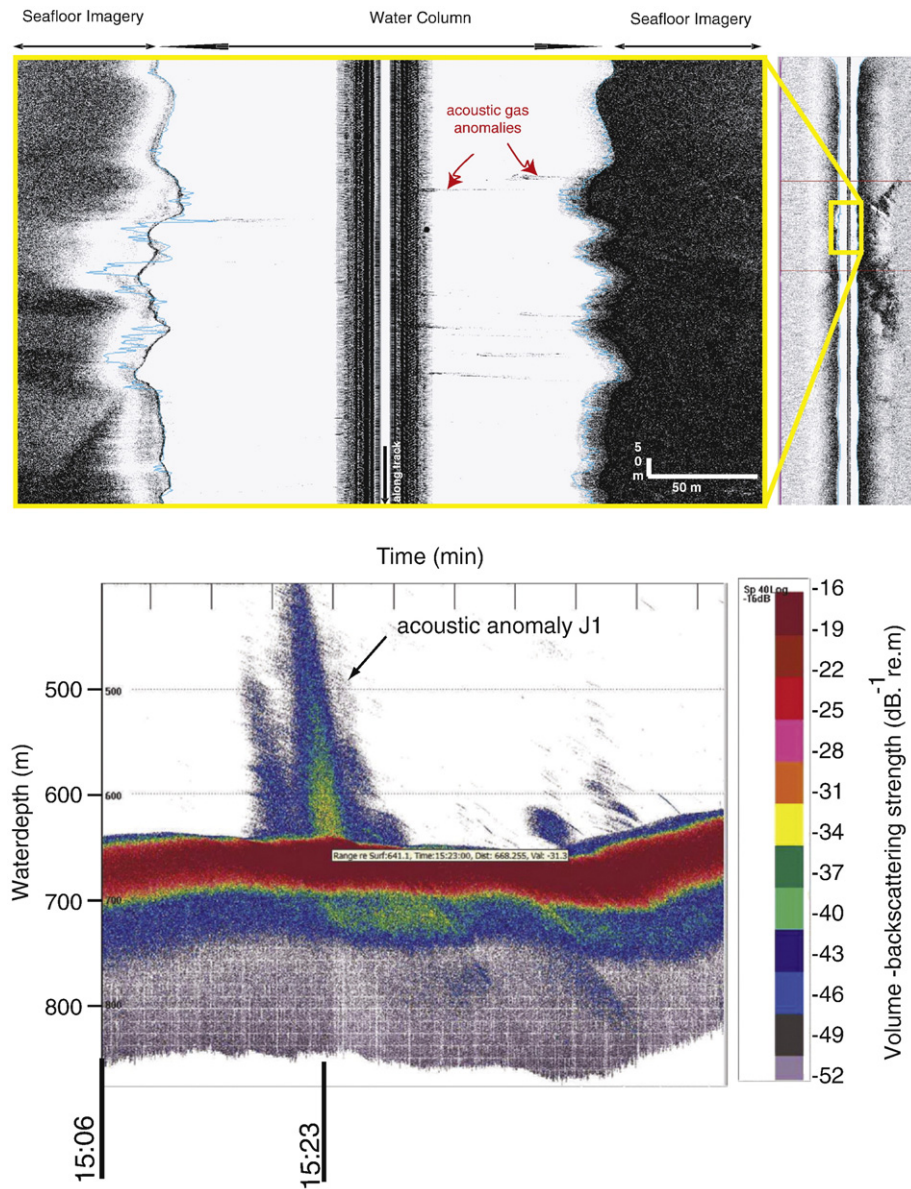 Seafloor Imagery
Water Column
Seafloor Imagery
acoustic gas
anomalies
along-track
5
0
m
50 m
Time (min)
acoustic anomaly J1
Waterdepth (m)
500
600
700
800
500
600
700
800
Range re Surf:641.1, Time:15:23:00, Dist: 668.255, Val: -31.3
15:06
15:23
Sp 40Log
-16dB
-16
-19
-22
-25
-28
-31
-34
-37
-40
-43
-46
-49
-52
Volume -backscattering strength (dB.-1 re.m)